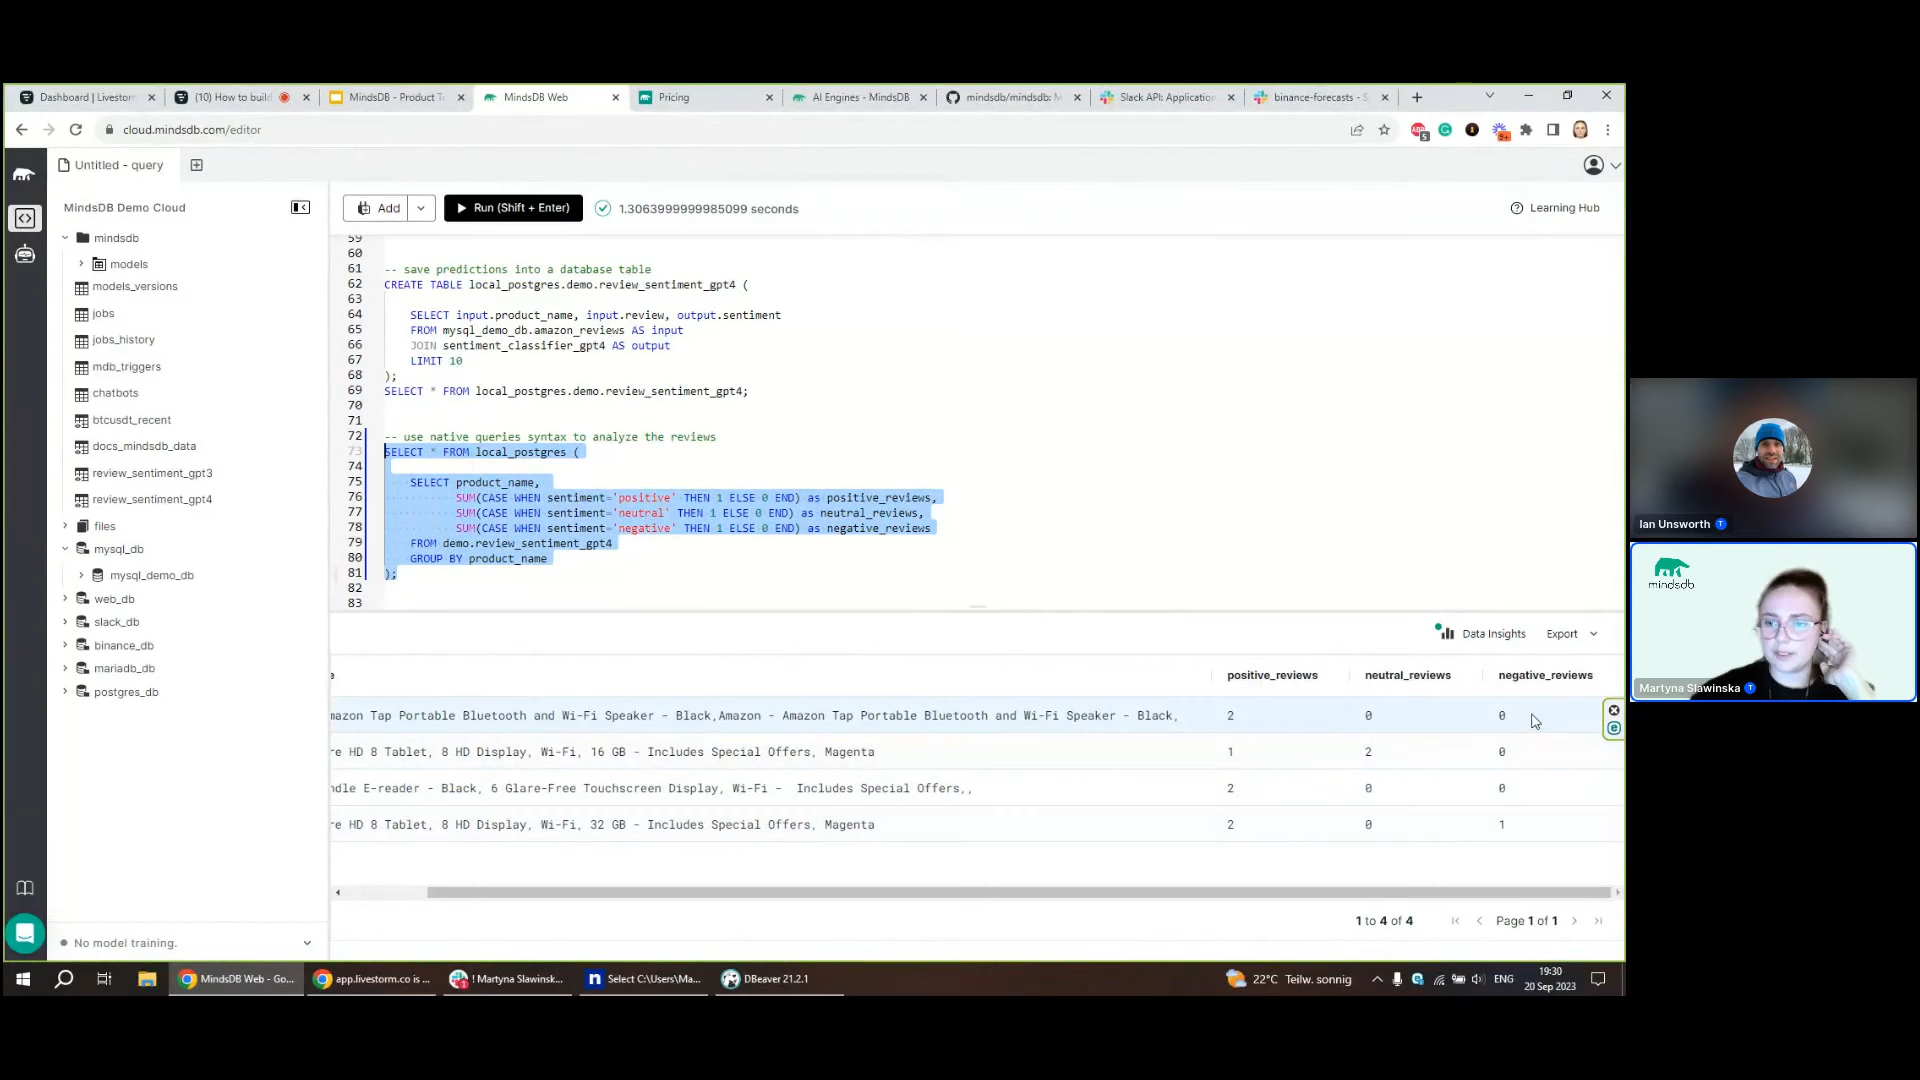 Dashboard | Livestorm
(10) How to build
MindsDB - Product T
MindsDB Web
Pricing
AI Engines - MindsDB
mindsdb/mindsdb: M
Slack API: Application
binance-forecasts - S
cloud.mindsdb.com/editor
5
9+
Untitled - query
MindsDB Demo Cloud
Add
Run (Shift + Enter)
1.3063999999985099 seconds
Learning Hub
mindsdb
models
models_versions
jobs
jobs_history
mdb_triggers
chatbots
btcusdt_recent
docs_mindsdb_data
review_sentiment_gpt3
review_sentiment_gpt4
files
mysql_db
mysql_demo_db
web_db
slack_db
binance_db
mariadb_db
postgres_db
No model training.
59
60
61 -- save predictions into a database table
62 CREATE TABLE local_postgres.demo.review_sentiment_gpt4 (
63
64 SELECT input.product_name, input.review, output.sentiment
65 FROM mysql_demo_db.amazon_reviews AS input
66 JOIN sentiment_classifier_gpt4 AS output
67 LIMIT 10
68 );
69 SELECT * FROM local_postgres.demo.review_sentiment_gpt4;
70
71
72 -- use native queries syntax to analyze the reviews
73 SELECT * FROM local_postgres (
74
75 SELECT product_name,
76 SUM(CASE WHEN sentiment='positive' THEN 1 ELSE 0 END) as positive_reviews,
77 SUM(CASE WHEN sentiment='neutral' THEN 1 ELSE 0 END) as neutral_reviews,
78 SUM(CASE WHEN sentiment='negative' THEN 1 ELSE 0 END) as negative_reviews
79 FROM demo.review_sentiment_gpt4
80 GROUP BY product_name
81 );
82
83
Data Insights
Export
e positive_reviews neutral_reviews negative_reviews
mazon Tap Portable Bluetooth and Wi-Fi Speaker - Black,Amazon - Amazon Tap Portable Bluetooth and Wi-Fi Speaker - Black, 2 0 0
re HD 8 Tablet, 8 HD Display, Wi-Fi, 16 GB - Includes Special Offers, Magenta 1 2 0
ndle E-reader - Black, 6 Glare-Free Touchscreen Display, Wi-Fi - Includes Special Offers,, 2 0 0
re HD 8 Tablet, 8 HD Display, Wi-Fi, 32 GB - Includes Special Offers, Magenta 2 0 1
1 to 4 of 4
Page 1 of 1
Ian Unsworth
mindsdb
Martyna Slawinska
MindsDB Web - Go...
app.livestorm.co is ...
! Martyna Slawinsk...
Select C:\Users\Ma...
DBeaver 21.2.1
22°C Teilw. sonnig
ENG
19:30
20 Sep 2023